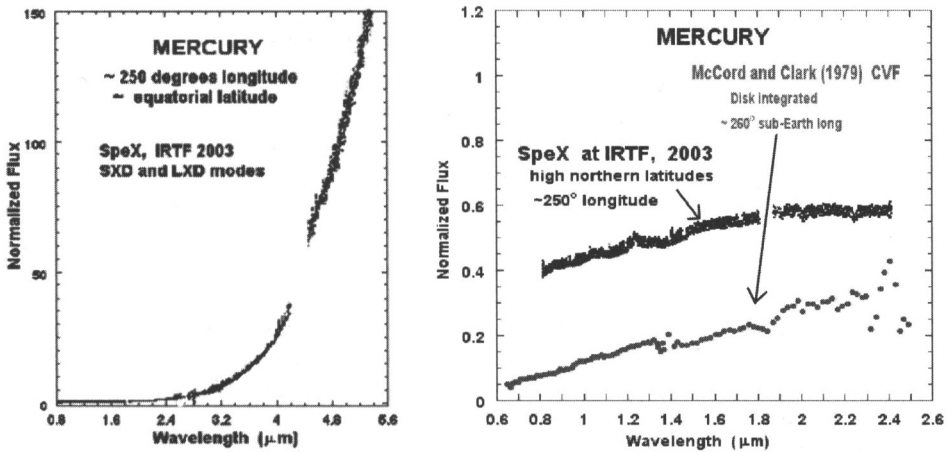 150
100
50
0
Normalized Flux
MERCURY
~ 250 degrees longitude
~ equatorial latitude
SpeX, IRTF 2003
SXD and LXD modes
0.8 1.6 2.4 3.2 4 4.8 5.6
Wavelength (μm)
1.2
1
0.8
0.6
0.4
0.2
0
Normalized Flux
MERCURY
McCord and Clark (1979) CVF
Disk integrated
~ 260° sub-Earth long
SpeX at IRTF, 2003
high northern latitudes
~250° longitude
0.6 0.8 1 1.2 1.4 1.6 1.8 2 2.2 2.4 2.6
Wavelength (μm)